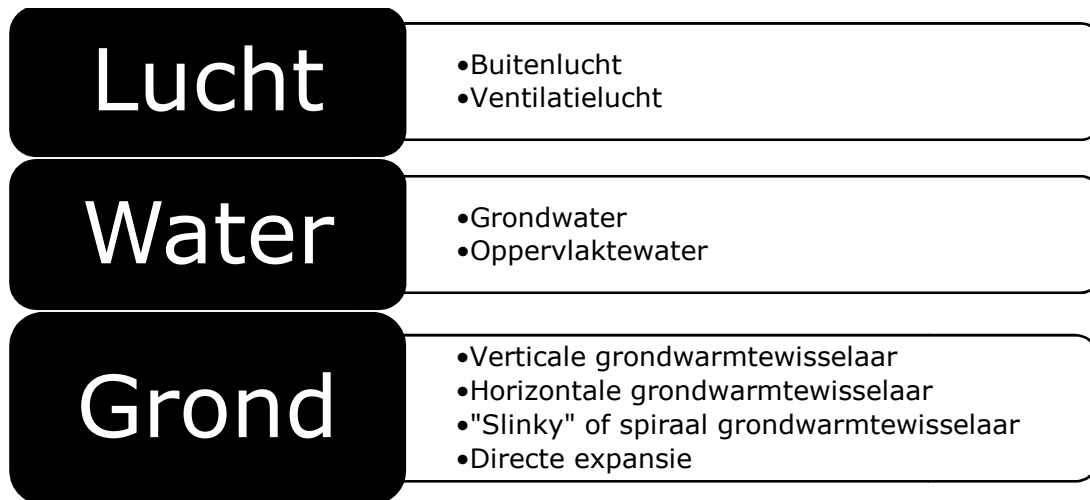 Lucht
•Buitenlucht
•Ventilatielucht
Water
•Grondwater
•Oppervlaktewater
Grond
•Verticale grondwarmtewisselaar
•Horizontale grondwarmtewisselaar
•"Slinky" of spiraal grondwarmtewisselaar
•Directe expansie